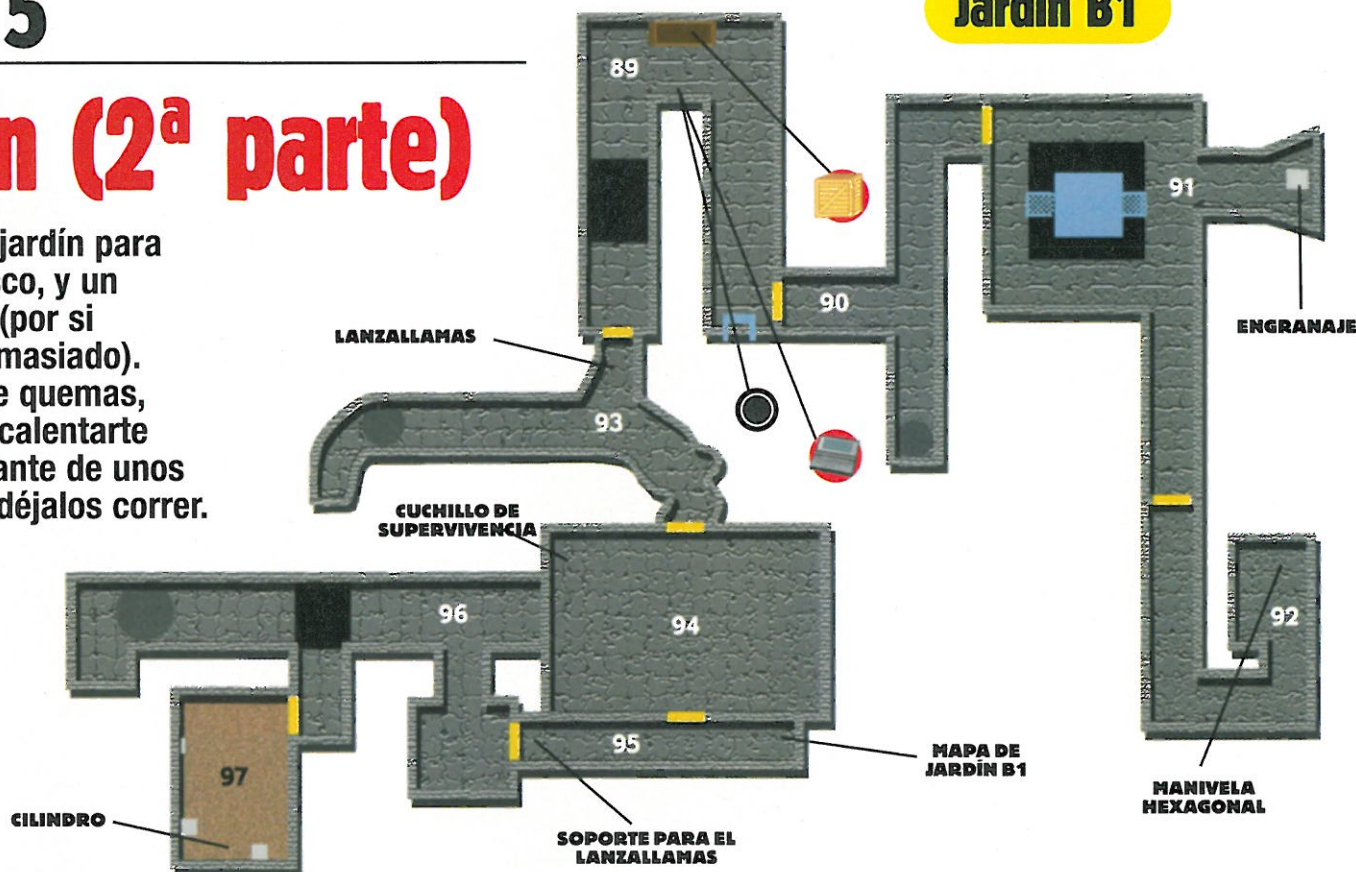 5
Jardín B1
n (2ª parte)
jardín para
sco, y un
(por si
masiado).
e quemas,
calentarte
ante de unos
déjalos correr.
89
90
91
ENGRANAJE
LANZALLAMAS
93
CUCHILLO DE
SUPERVIVENCIA
96
94
92
95
97
MAPA DE
JARDÍN B1
MANIVELA
HEXAGONAL
CILINDRO
SOPORTE PARA EL
LANZALLAMAS